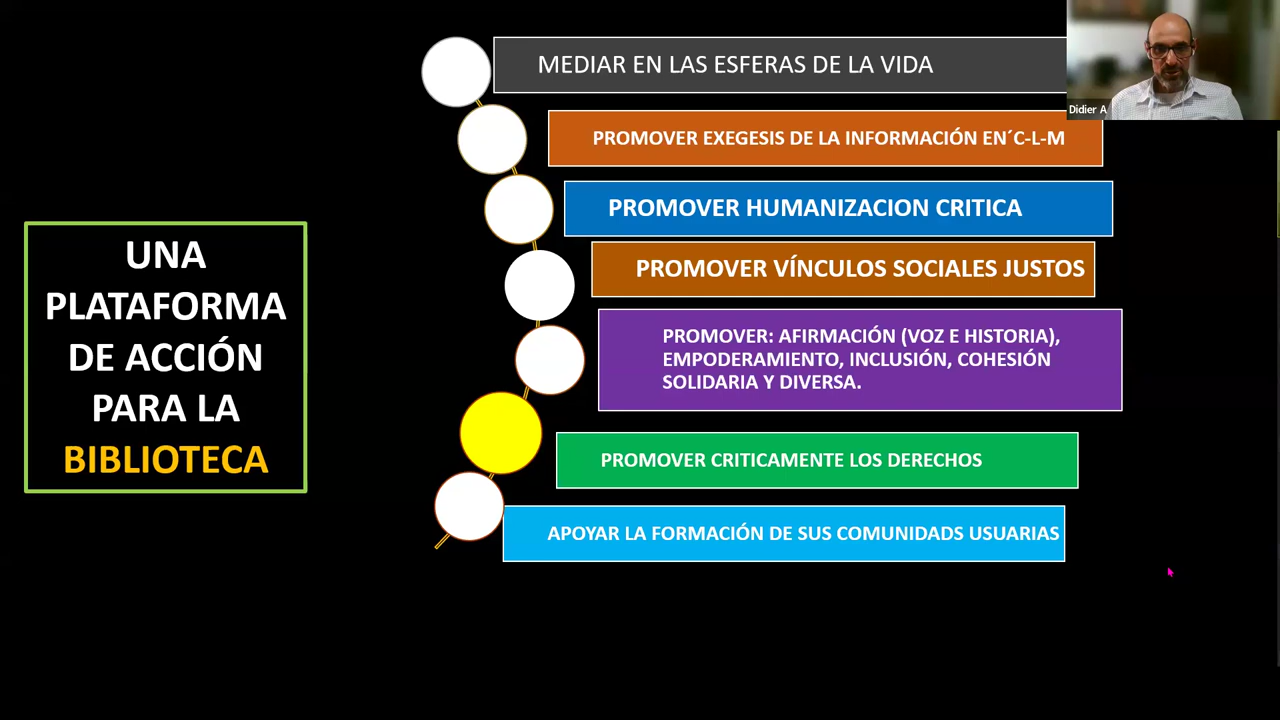 UNA
PLATAFORMA
DE ACCIÓN
PARA LA
BIBLIOTECA
MEDIAR EN LAS ESFERAS DE LA VIDA
PROMOVER EXEGESIS DE LA INFORMACIÓN EN´C-L-M
PROMOVER HUMANIZACION CRITICA
PROMOVER VÍNCULOS SOCIALES JUSTOS
PROMOVER: AFIRMACIÓN (VOZ E HISTORIA),
EMPODERAMIENTO, INCLUSIÓN, COHESIÓN
SOLIDARIA Y DIVERSA.
PROMOVER CRITICAMENTE LOS DERECHOS
APOYAR LA FORMACIÓN DE SUS COMUNIDADS USUARIAS
Didier A